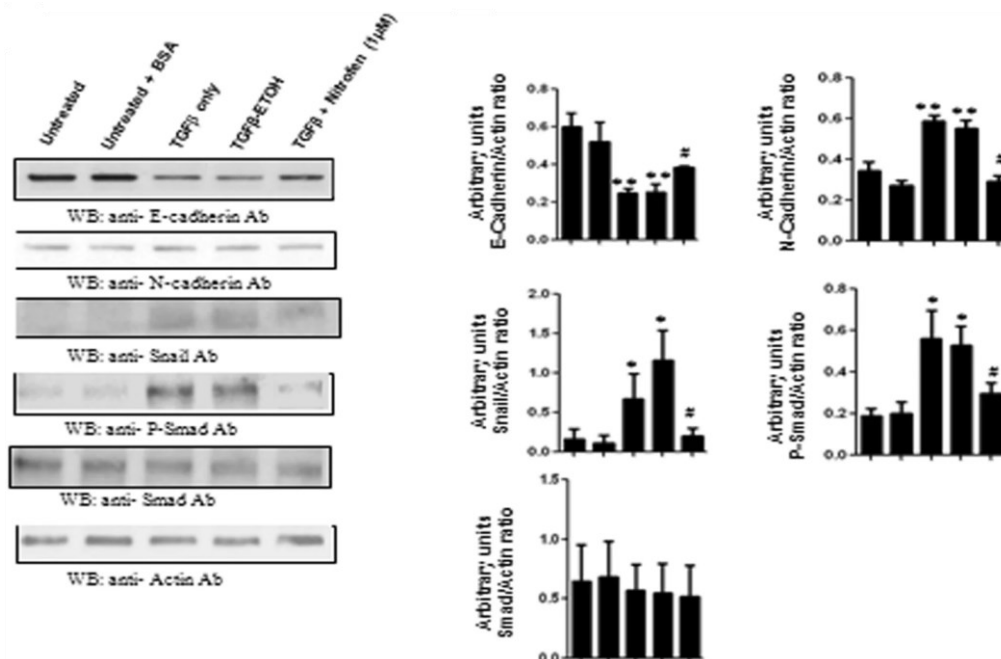 Untreated
Untreated + BSA
TGFβ only
TGFβ-ETOH
TGFβ + Nitrofen (1μM)
WB: anti- E-cadherin Ab
WB: anti- N-cadherin Ab
WB: anti- Snail Ab
WB: anti- P-Smad Ab
WB: anti- Smad Ab
WB: anti- Actin Ab
Arbitrary; units
E-Cadherin/Actin ratio
0.8
0.6
0.4
0.2
0.0
** ** #
Arbitrary; units
N-Cadherin/Actin ratio
0.8
0.6
0.4
0.2
0.0
** ** #
Arbitrary; units
Snail/Actin ratio
2.0
1.5
1.0
0.5
0.0
* * #
Arbitrary; units
P-Smad/Actin ratio
0.8
0.6
0.4
0.2
0.0
* * #
Arbitrary; units
Smad/Actin ratio
1.5
1.0
0.5
0.0